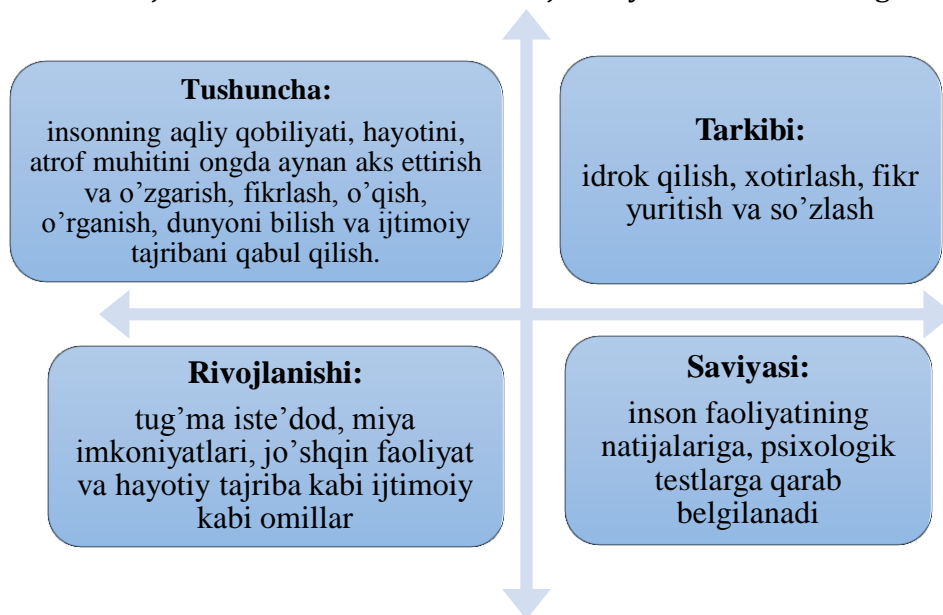 Tushuncha:
insonning aqliy qobiliyati, hayotini,
atrof muhitini ongda aynan aks ettirish
va o’zgarish, fikrlash, o’qish,
o’rganish, dunyoni bilish va ijtimoiy
tajribani qabul qilish.
Tarkibi:
idrok qilish, xotirlash, fikr
yuritish va so’zlash
Rivojlanishi:
tug’ma iste’dod, miya
imkoniyatlari, jo’shqin faoliyat
va hayotiy tajriba kabi ijtimoiy
kabi omillar
Saviyasi:
inson faoliyatining
natijalariga, psixologik
testlarga qarab
belgilanadi